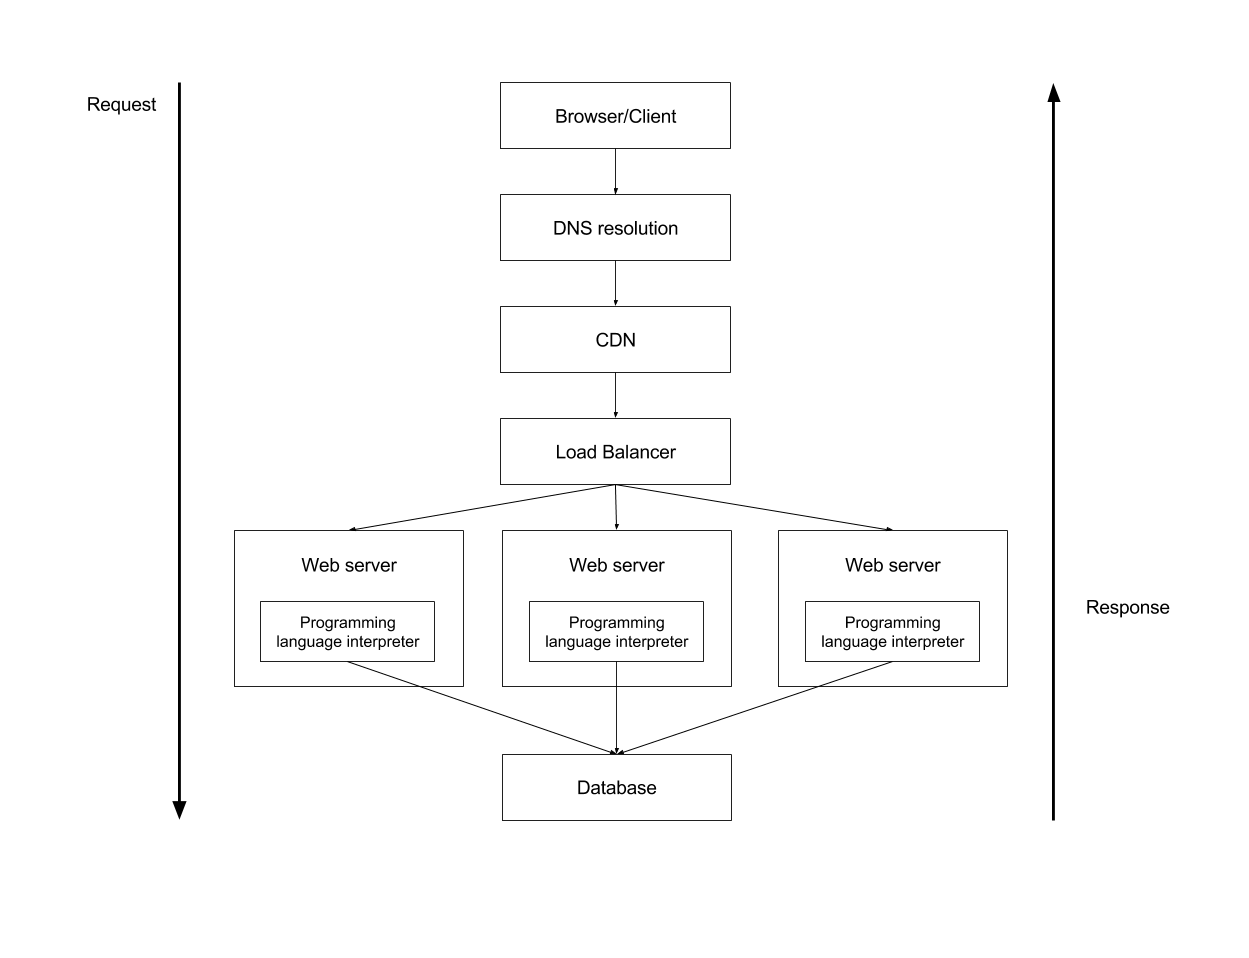 Request
Browser/Client
DNS resolution
CDN
Load Balancer
Web server
Programming
language interpreter
Web server
Programming
language interpreter
Web server
Programming
language interpreter
Response
Database